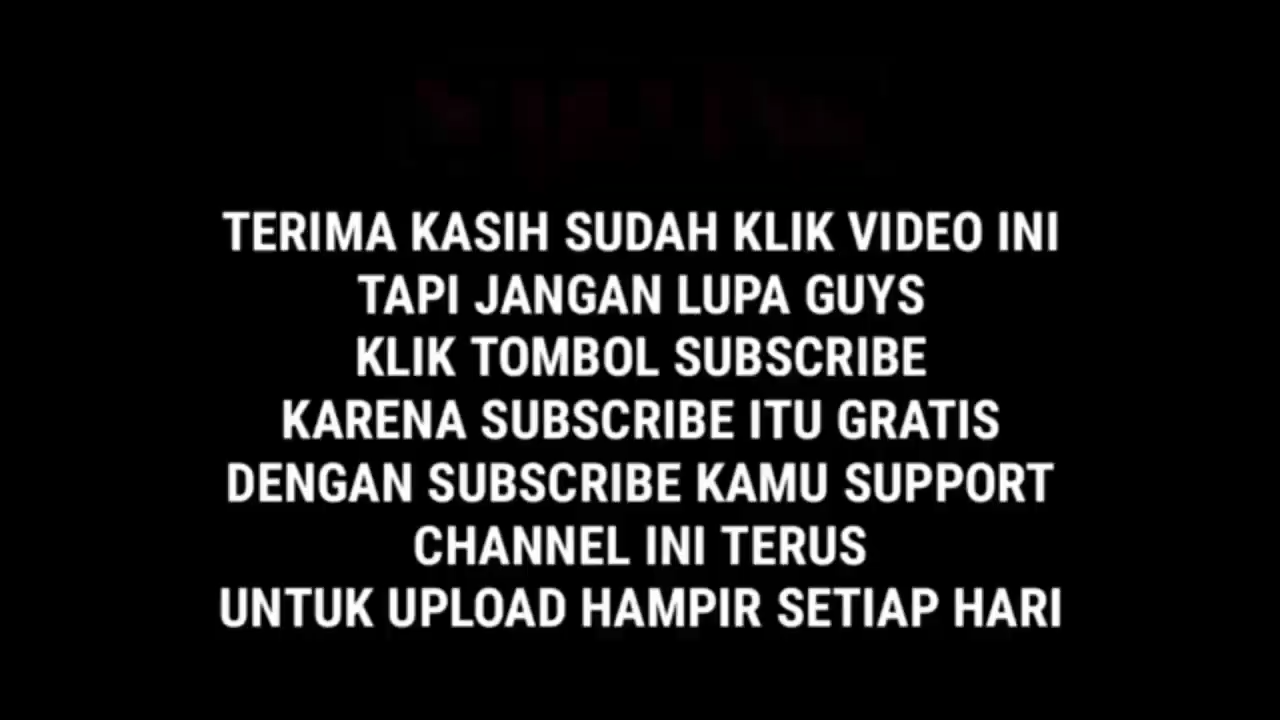 TERIMA KASIH SUDAH KLIK VIDEO INI
TAPI JANGAN LUPA GUYS
KLIK TOMBOL SUBSCRIBE
KARENA SUBSCRIBE ITU GRATIS
DENGAN SUBSCRIBE KAMU SUPPORT
CHANNEL INI TERUS
UNTUK UPLOAD HAMPIR SETIAP HARI